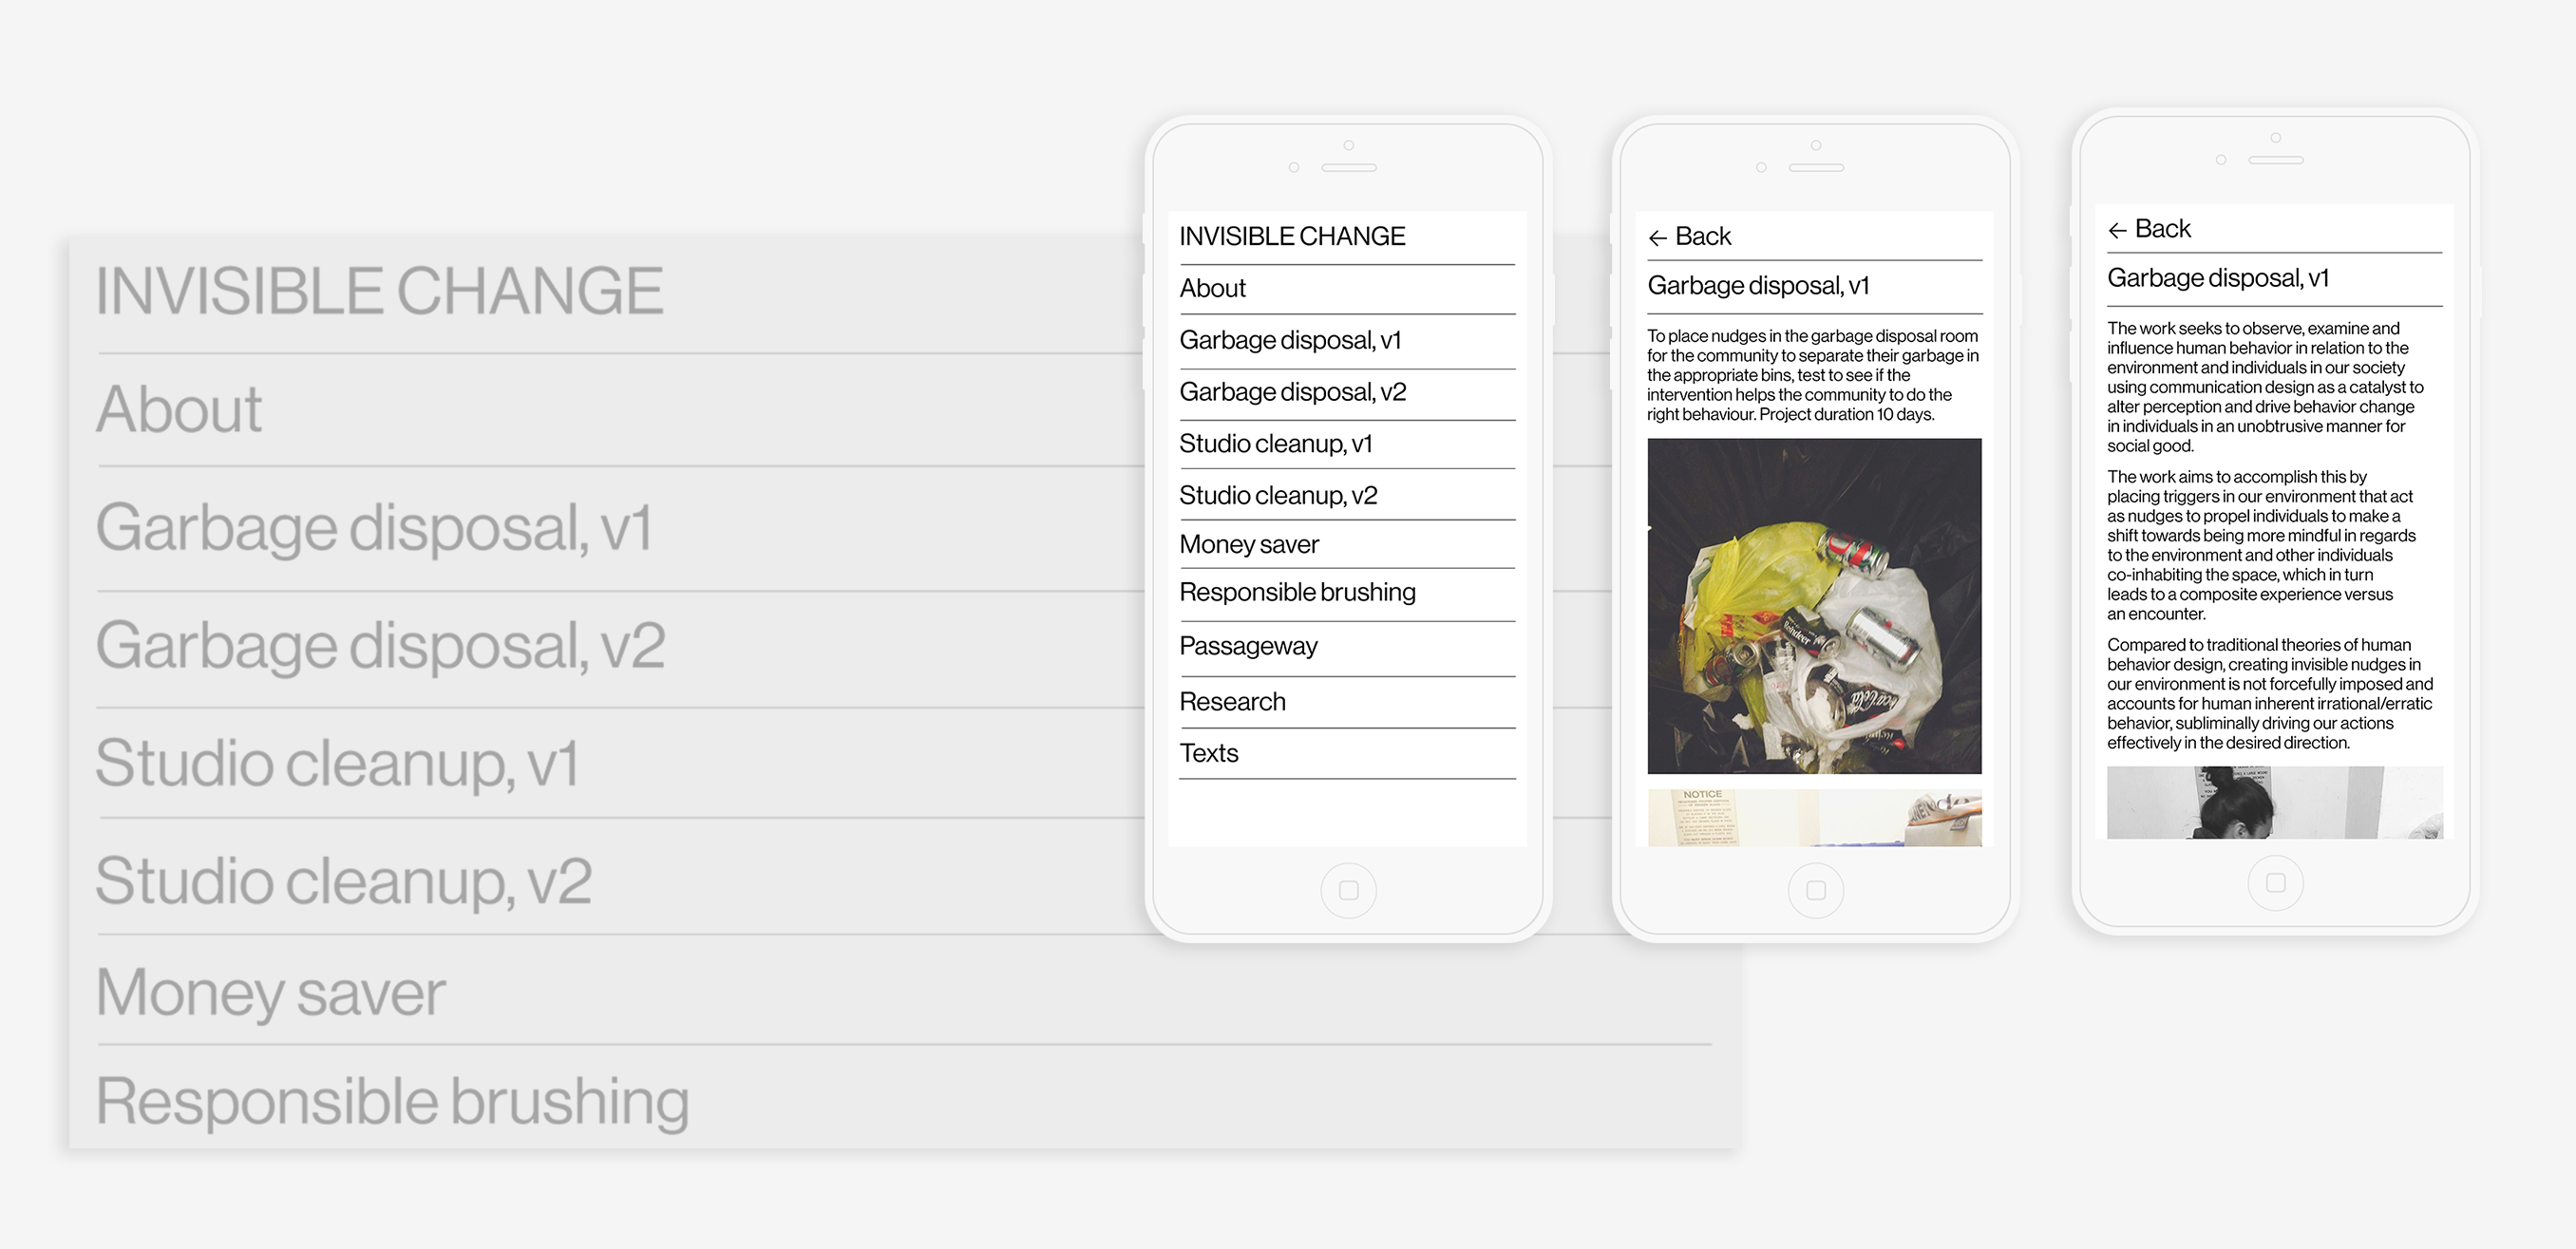 INVISIBLE CHANGE
About
Garbage disposal, v1
Garbage disposal, v2
Studio cleanup, v1
Studio cleanup, v2
Money saver
Responsible brushing
INVISIBLE CHANGE
About
Garbage disposal, v1
Garbage disposal, v2
Studio cleanup, v1
Studio cleanup, v2
Money saver
Responsible brushing
Passageway
Research
Texts
← Back
Garbage disposal, v1
To place nudges in the garbage disposal room
for the community to separate their garbage in
the appropriate bins, test to see if the
intervention helps the community to do the
right behaviour. Project duration 10 days.
Reindeer
NOTICE
← Back
Garbage disposal, v1
The work seeks to observe, examine and
influence human behavior in relation to the
environment and individuals in our society
using communication design as a catalyst to
alter perception and drive behavior change
in individuals in an unobtrusive manner for
social good.
The work aims to accomplish this by
placing triggers in our environment that act
as nudges to propel individuals to make a
shift towards being more mindful in regards
to the environment and other individuals
co-inhabiting the space, which in turn
leads to a composite experience versus
an encounter.
Compared to traditional theories of human
behavior design, creating invisible nudges in
our environment is not forcefully imposed and
accounts for human inherent irrational/erratic
behavior, subliminally driving our actions
effectively in the desired direction.